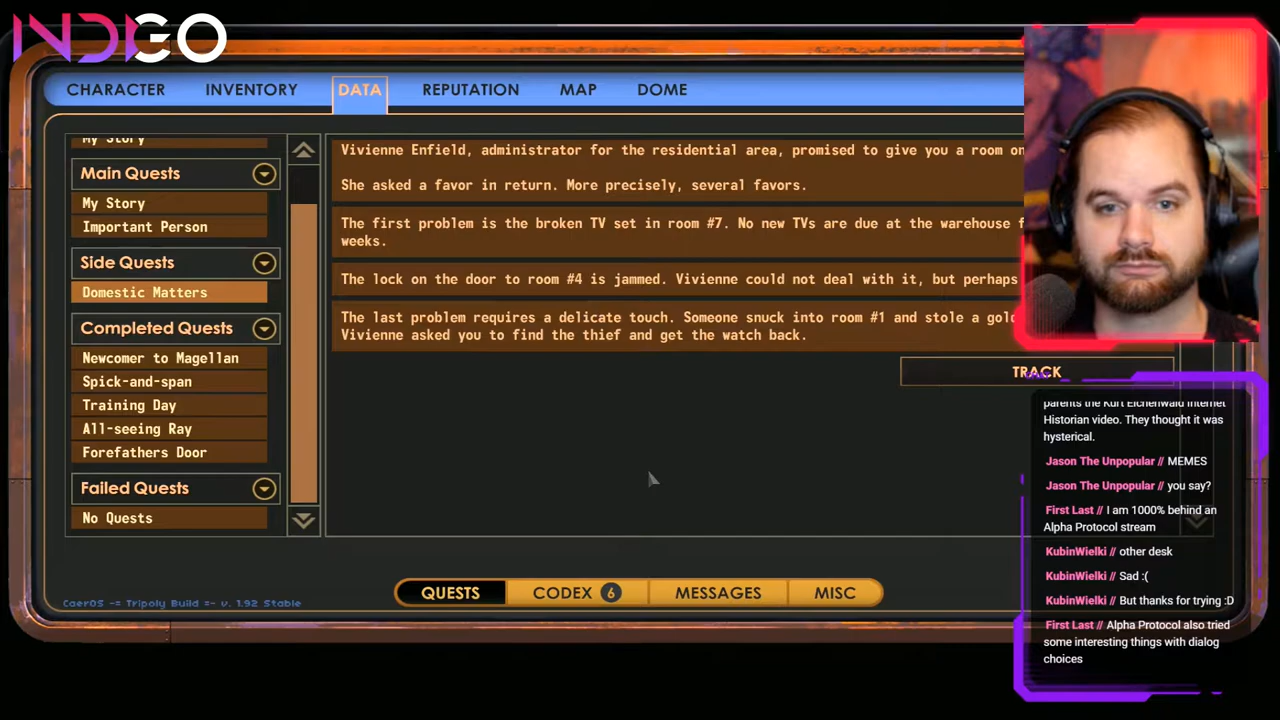 INDIGO
CHARACTER INVENTORY DATA REPUTATION MAP DOME
My Story
Main Quests
My Story
Important Person
Side Quests
Domestic Matters
Completed Quests
Newcomer to Magellan
Spick-and-span
Training Day
All-seeing Ray
Forefathers Door
Failed Quests
No Quests
Vivienne Enfield, administrator for the residential area, promised to give you a room on
She asked a favor in return. More precisely, several favors.
The first problem is the broken TV set in room #7. No new TVs are due at the warehouse f
weeks.
The lock on the door to room #4 is jammed. Vivienne could not deal with it, but perhaps
The last problem requires a delicate touch. Someone snuck into room #1 and stole a gol
Vivienne asked you to find the thief and get the watch back.
TRACK
QUESTS CODEX 6 MESSAGES MISC
CaerOS -= Tripoly Build =- v. 1.92 Stable
parents the Kurt Eichenwald Internet
Historian video. They thought it was
hysterical.
Jason The Unpopular // MEMES
Jason The Unpopular // you say?
First Last // I am 1000% behind an
Alpha Protocol stream
KubinWielki // other desk
KubinWielki // Sad :(
KubinWielki // But thanks for trying :D
First Last // Alpha Protocol also tried
some interesting things with dialog
choices